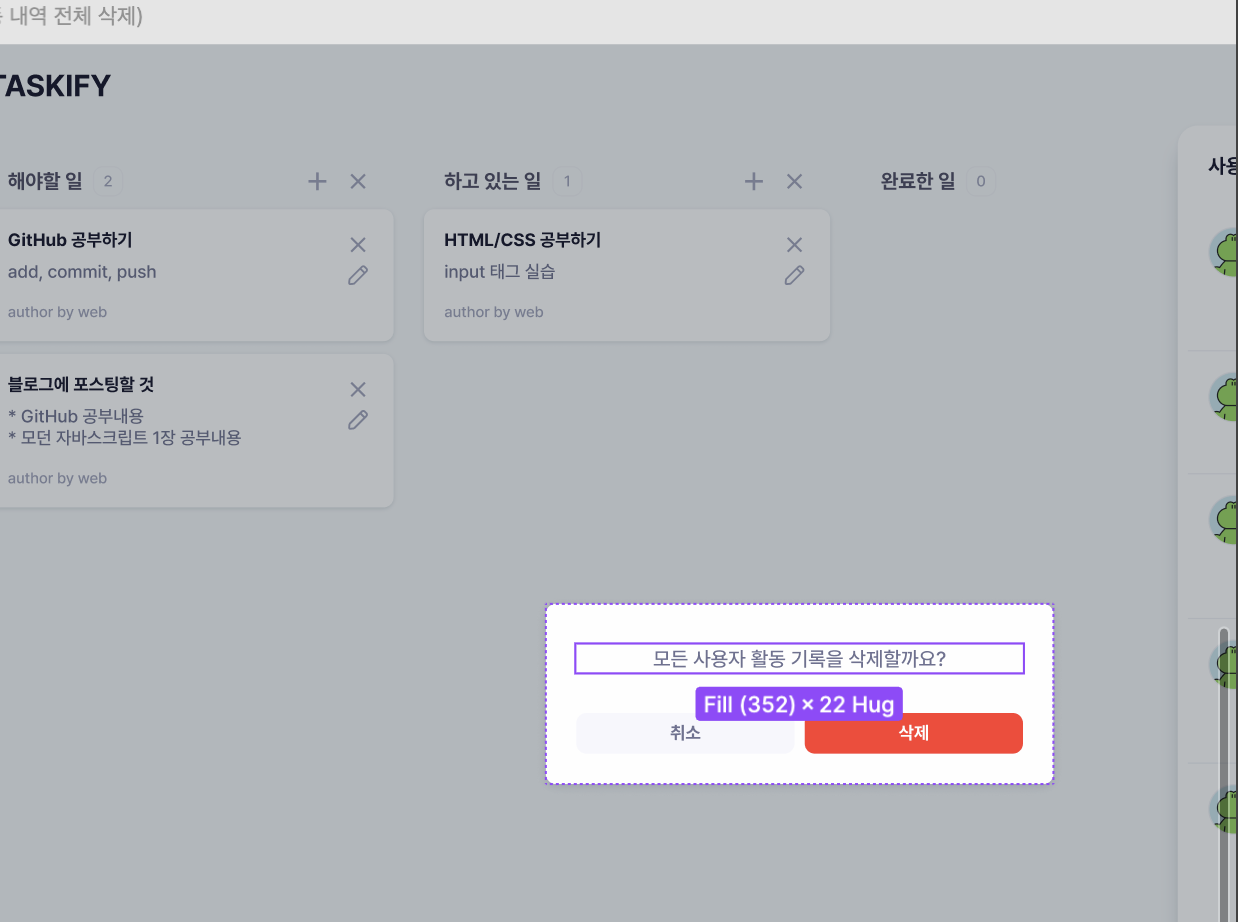 내역 전체 삭제)
TASKIFY
해야할 일 2
GitHub 공부하기
add, commit, push
author by web
블로그에 포스팅할 것
* GitHub 공부내용
* 모던 자바스크립트 1장 공부내용
author by web
하고 있는 일 1
HTML/CSS 공부하기
input 태그 실습
author by web
완료한 일 0
모든 사용자 활동 기록을 삭제할까요?
Fill (352) × 22 Hug
취소
삭제